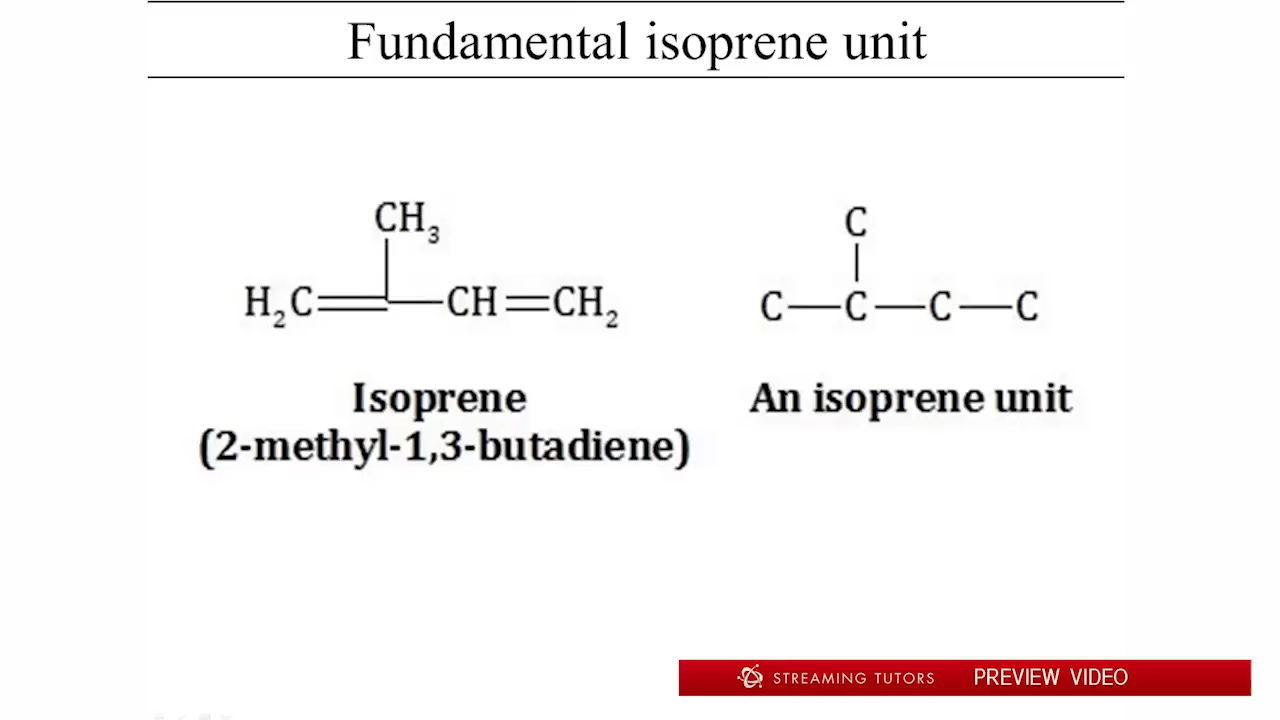 Fundamental isoprene unit
CH₃
H₂C=–CH=CH₂
C
C—C—C—C
Isoprene
(2-methyl-1,3-butadiene)
An isoprene unit
STREAMING TUTORS PREVIEW VIDEO